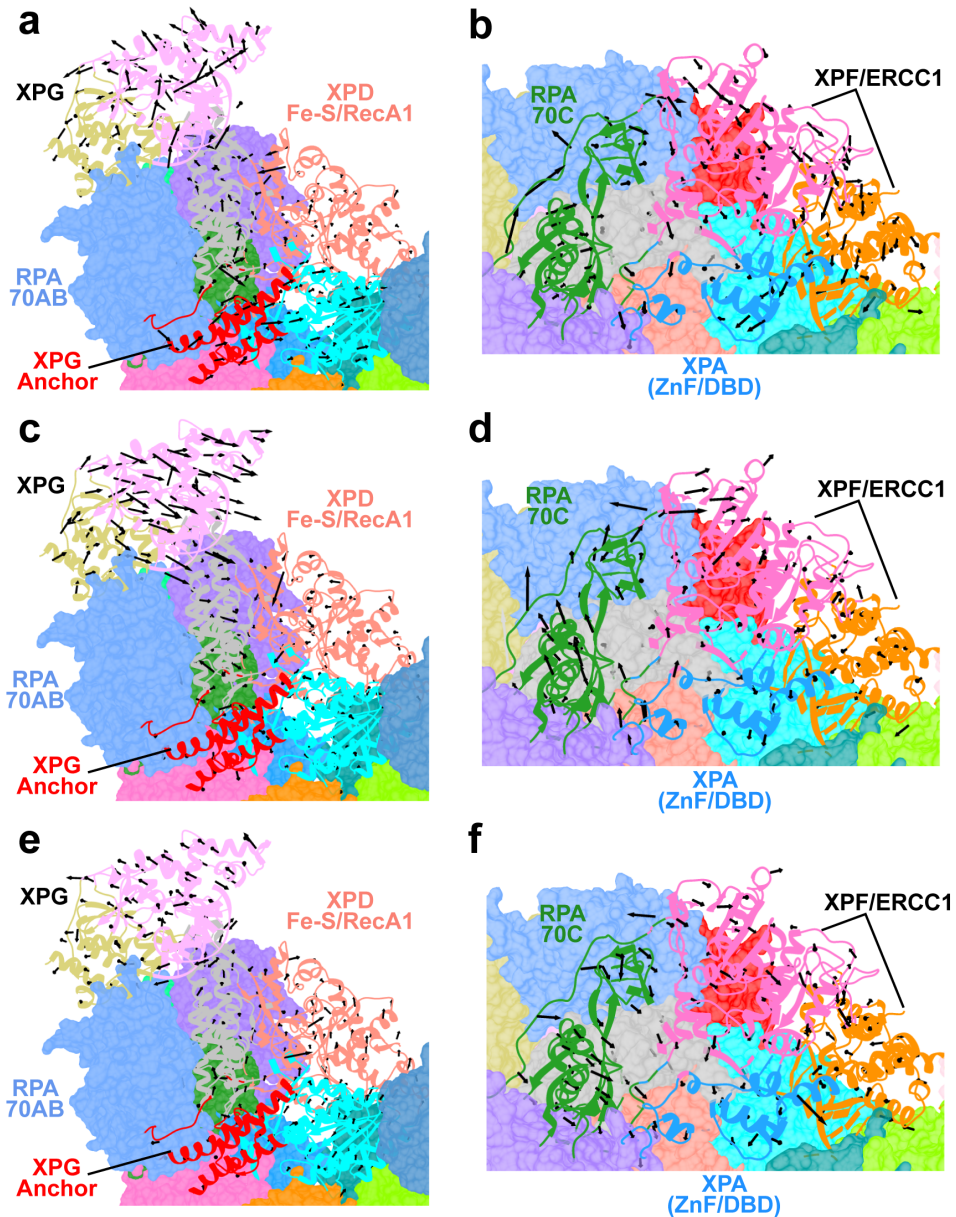 a
XPG
XPD
Fe-S/RecA1
RPA
70AB
XPG
Anchor
b
RPA
70C
XPF/ERCC1
XPA
(ZnF/DBD)
c
XPG
XPD
Fe-S/RecA1
RPA
70AB
XPG
Anchor
d
RPA
70C
XPF/ERCC1
XPA
(ZnF/DBD)
e
XPG
XPD
Fe-S/RecA1
RPA
70AB
XPG
Anchor
f
RPA
70C
XPF/ERCC1
XPA
(ZnF/DBD)